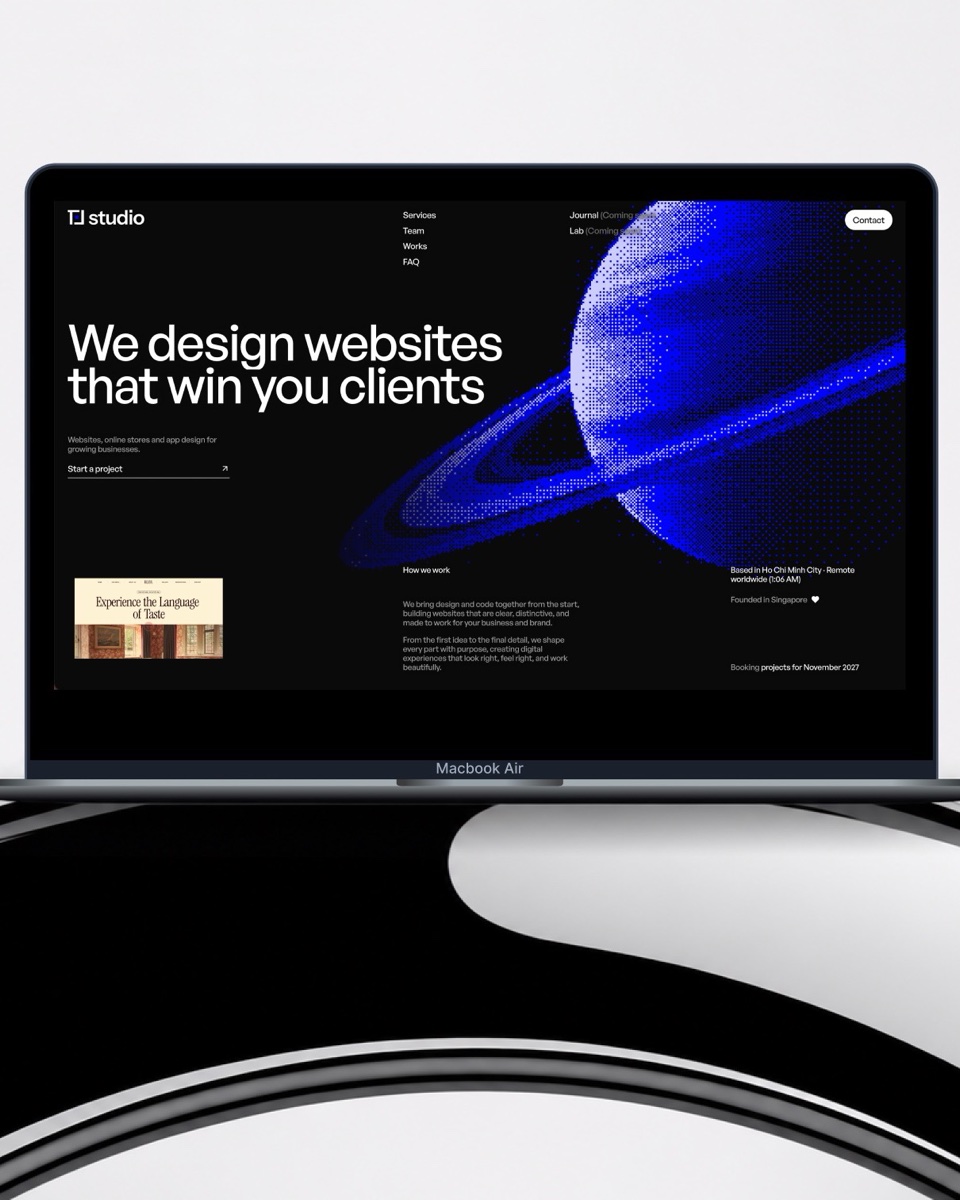 studio
Services
Team
Works
FAQ
Journal (Coming soon)
Lab (Coming soon)
Contact
We design websites
that win you clients
Websites, online stores and app design for
growing businesses.
Start a project
Experience the Language
of Taste
How we work
We bring design and code together from the start,
building websites that are clear, distinctive, and
made to work for your business and brand.
From the first idea to the final detail, we shape
every part with purpose, creating digital
experiences that look right, feel right, and work
beautifully.
Based in Ho Chi Minh City - Remote
worldwide (1:06 AM)
Founded in Singapore
Booking projects for November 2027
Macbook Air